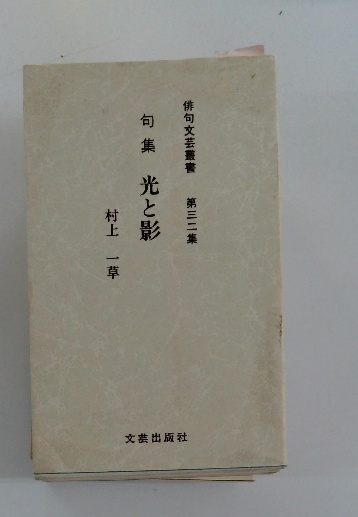 俳句文芸叢書 第三二集
句集 光と影
村上 一草
文芸出版社